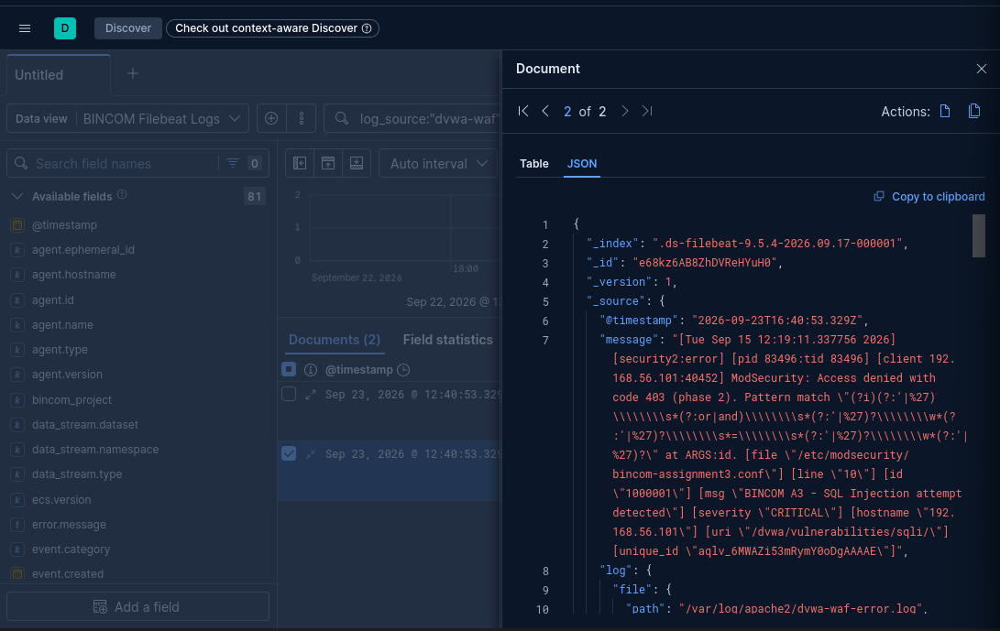 D
Discover
Check out context-aware Discover
Untitled
Data view
BINCOM Filebeat Logs
log_source:"dvwa-waf"
Search field names
0
Available fields
81
@timestamp
agent.ephemeral_id
agent.hostname
agent.id
agent.name
agent.type
agent.version
bincom_project
data_stream.dataset
data_stream.namespace
data_stream.type
ecs.version
error.message
event.category
event.created
Add a field
Auto interval
2
1
0
18:00
September 22, 2026
Sep 22, 2026 @ 1
Documents (2)
Field statistics
@timestamp
Sep 23, 2026 @ 12:40:53.329
Sep 23, 2026 @ 12:40:53.329
Document
2 of 2
Actions:
Table
JSON
Copy to clipboard
1 {
2 "_index": ".ds-filebeat-9.5.4-2026.09.17-000001",
3 "_id": "e68kz6AB8ZhDVReHYuH0",
4 "_version": 1,
5 "_source": {
6 "@timestamp": "2026-09-23T16:40:53.329Z",
7 "message": "[Tue Sep 15 12:19:11.337756 2026]
[security2:error] [pid 83496:tid 83496] [client 192.
168.56.101:40452] ModSecurity: Access denied with
code 403 (phase 2). Pattern match \"(?i)(?:'|%27)
\\\\\\\\s*(?:or|and)\\\\\\\\s*(?:'|%27)?\\\\\\\\w*(?
:'|%27)?\\\\\\\\s*=\\\\\\\\s*(?:'|%27)?\\\\\\\\w*(?:'|
%27)?\" at ARGS:id. [file \"/etc/modsecurity/
bincom-assignment3.conf\"] [line \"10\"] [id
\"1000001\"] [msg \"BINCOM A3 - SQL Injection attempt
detected\"] [severity \"CRITICAL\"] [hostname \"192.
168.56.101\"] [uri \"/dvwa/vulnerabilities/sqli/\"]
[unique_id \"aqlv_6MWAZi53mRymY0oDgAAAAE\"]",
8 "log": {
9 "file": {
10 "path": "/var/log/apache2/dvwa-waf-error.log",